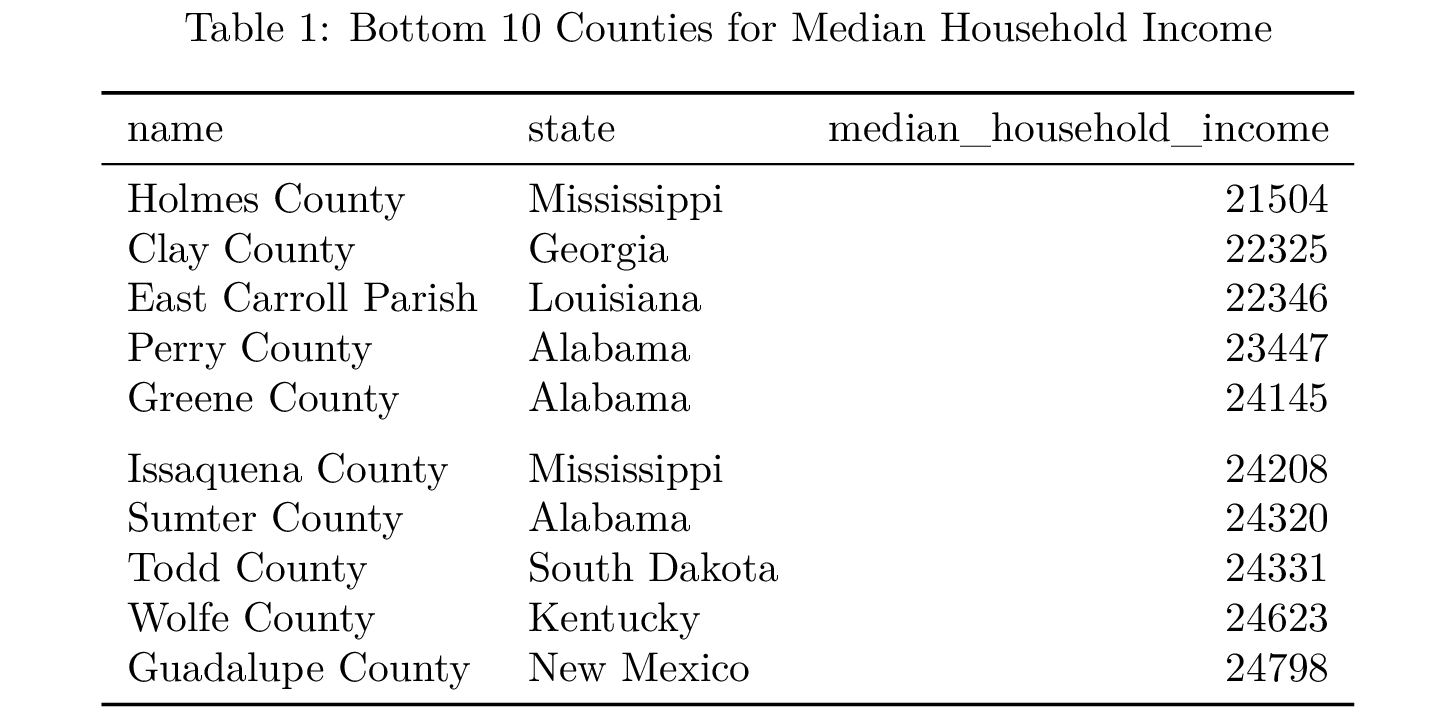 Table 1: Bottom 10 Counties for Median Household Income
name state median_household_income
Holmes County Mississippi 21504
Clay County Georgia 22325
East Carroll Parish Louisiana 22346
Perry County Alabama 23447
Greene County Alabama 24145
Issaquena County Mississippi 24208
Sumter County Alabama 24320
Todd County South Dakota 24331
Wolfe County Kentucky 24623
Guadalupe County New Mexico 24798